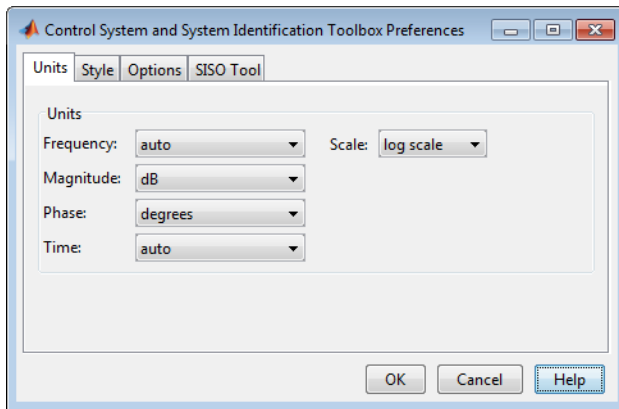 Control System and System Identification Toolbox Preferences
Units Style Options SISO Tool
Units
Frequency: auto Scale: log scale
Magnitude: dB
Phase: degrees
Time: auto
OK Cancel Help